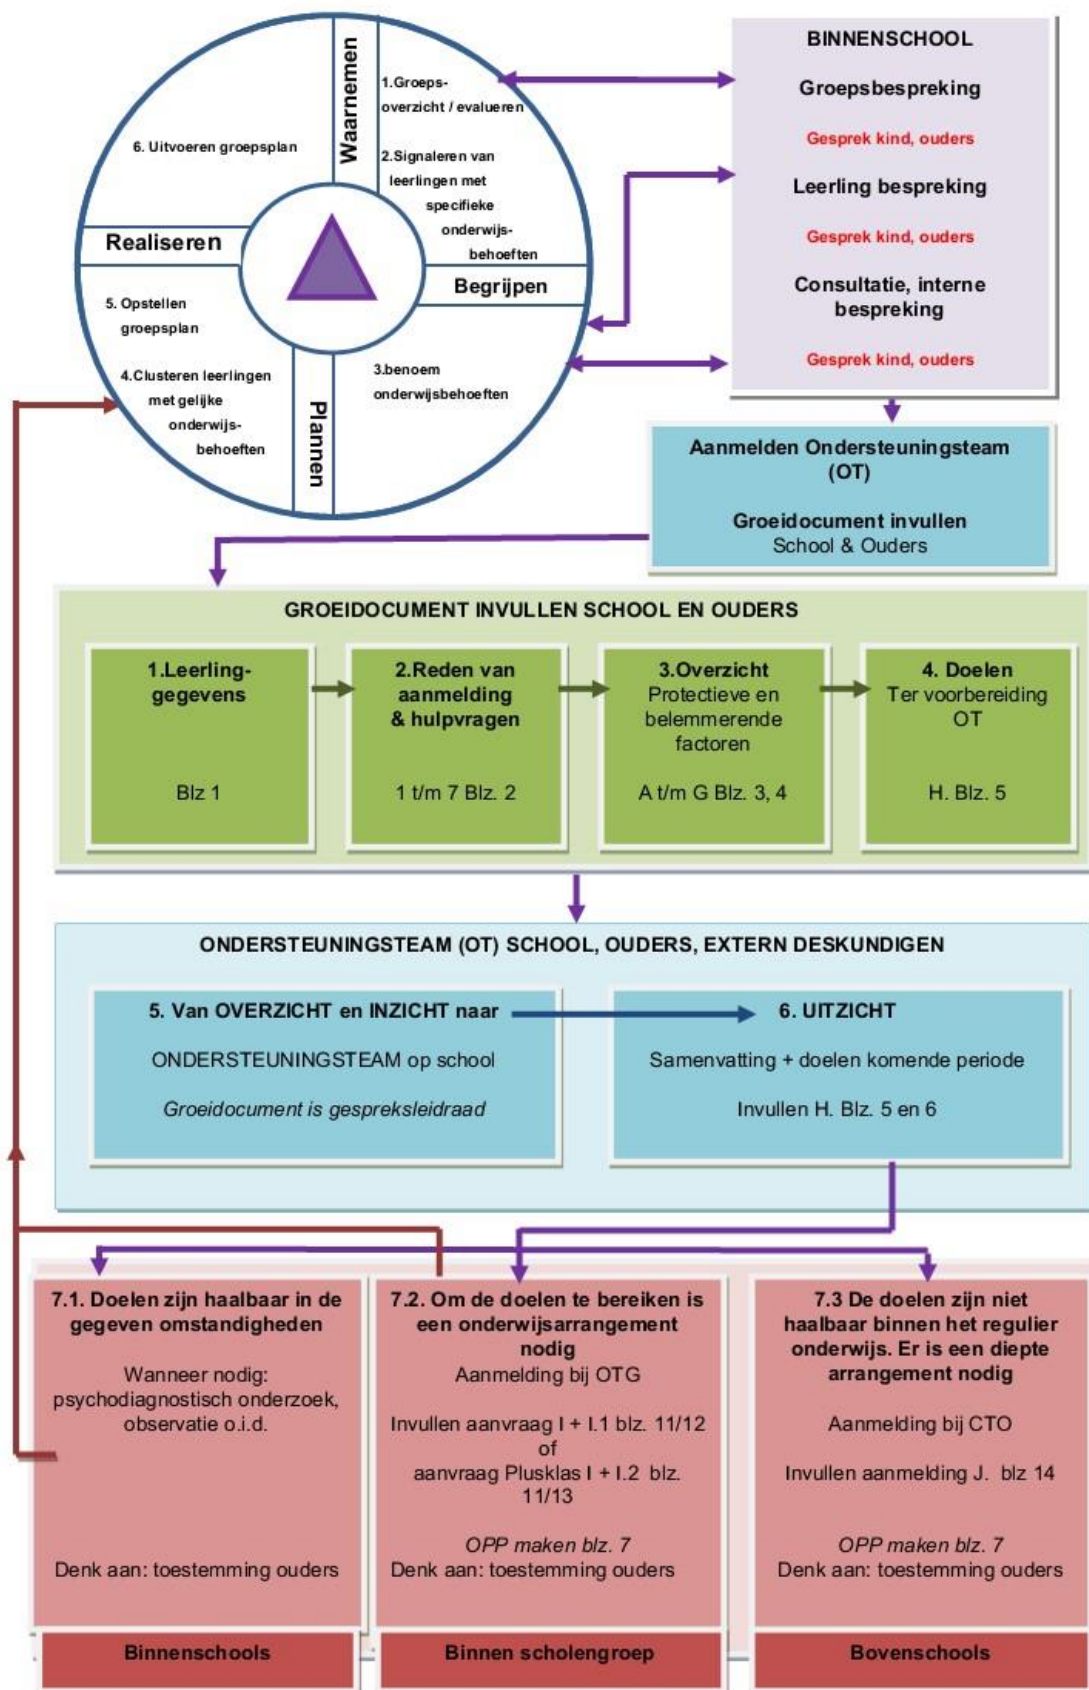 Waarnemen
1.Groeps-
overzicht / evalueren
2.Signaleren van
leerlingen met
specifieke
onderwijs-
behoeften
Begrijpen
3.benoem
onderwijsbehoeften
Plannen
4.Clusteren leerlingen
met gelijke
onderwijs-
behoeften
5. Opstellen
groepsplan
Realiseren
6. Uitvoeren groepsplan
BINNENSCHOOL
Groepsbespreking
Gesprek kind, ouders
Leerling bespreking
Gesprek kind, ouders
Consultatie, interne
bespreking
Gesprek kind, ouders
Aanmelden Ondersteuningsteam
(OT)
Groeidocument invullen
School & Ouders
GROEIDOCUMENT INVULLEN SCHOOL EN OUDERS
1.Leerling-
gegevens
Blz 1
2.Reden van
aanmelding
& hulpvragen
1 t/m 7 Blz. 2
3.Overzicht
Protectieve en
belemmerende
factoren
A t/m G Blz. 3, 4
4. Doelen
Ter voorbereiding
OT
H. Blz. 5
ONDERSTEUNINGSTEAM (OT) SCHOOL, OUDERS, EXTERN DESKUNDIGEN
5. Van OVERZICHT en INZICHT naar
ONDERSTEUNINGSTEAM op school
Groeidocument is gespreksleidraad
6. UITZICHT
Samenvatting + doelen komende periode
Invullen H. Blz. 5 en 6
7.1. Doelen zijn haalbaar in de
gegeven omstandigheden
Wanneer nodig:
psychodiagnostisch onderzoek,
observatie o.i.d.
Denk aan: toestemming ouders
Binnenschools
7.2. Om de doelen te bereiken is
een onderwijsarrangement
nodig
Aanmelding bij OTG
Invullen aanvraag I + I.1 blz. 11/12
of
aanvraag Plusklas I + I.2 blz.
11/13
OPP maken blz. 7
Denk aan: toestemming ouders
Binnen scholengroep
7.3 De doelen zijn niet
haalbaar binnen het regulier
onderwijs. Er is een diepte
arrangement nodig
Aanmelding bij CTO
Invullen aanmelding J. blz 14
OPP maken blz. 7
Denk aan: toestemming ouders
Bovenschools